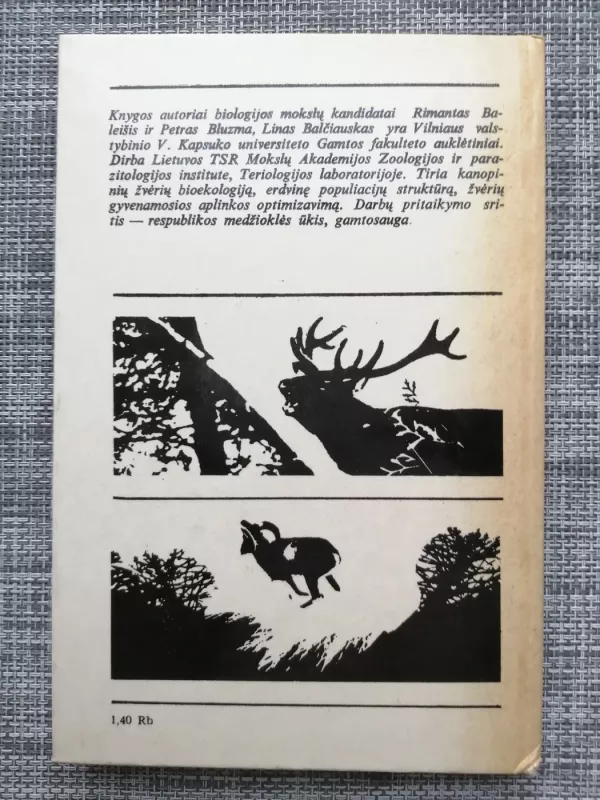 Knygos autoriai biologijos mokslų kandidatai Rimantas Ba-
leišis ir Petras Bluzma, Linas Balčiauskas yra Vilniaus vals-
tybinio V. Kapsuko universiteto Gamtos fakulteto auklėtiniai.
Dirba Lietuvos TSR Mokslų Akademijos Zoologijos ir para-
zitologijos institute, Teriologijos laboratorijoje. Tiria kanopi-
nių žvėrių bioekologiją, erdvinę populiacijų struktūrą, žvėrių
gyvenamosios aplinkos optimizavimą. Darbų pritaikymo sri-
tis — respublikos medžioklės ūkis, gamtosauga.
1,40 Rb